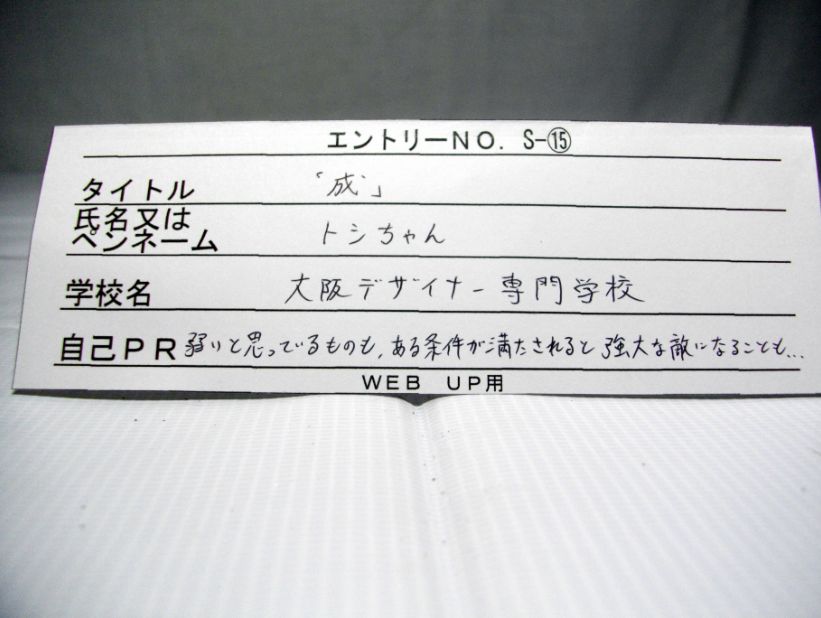 エントリーNO. S-⑮
タイトル 「成」
氏名又は
ペンネーム トシちゃん
学校名 大阪デザイナー専門学校
自己PR 弱いと思っているものも、ある条件が満たされると強大な敵になることも…
WEB UP用